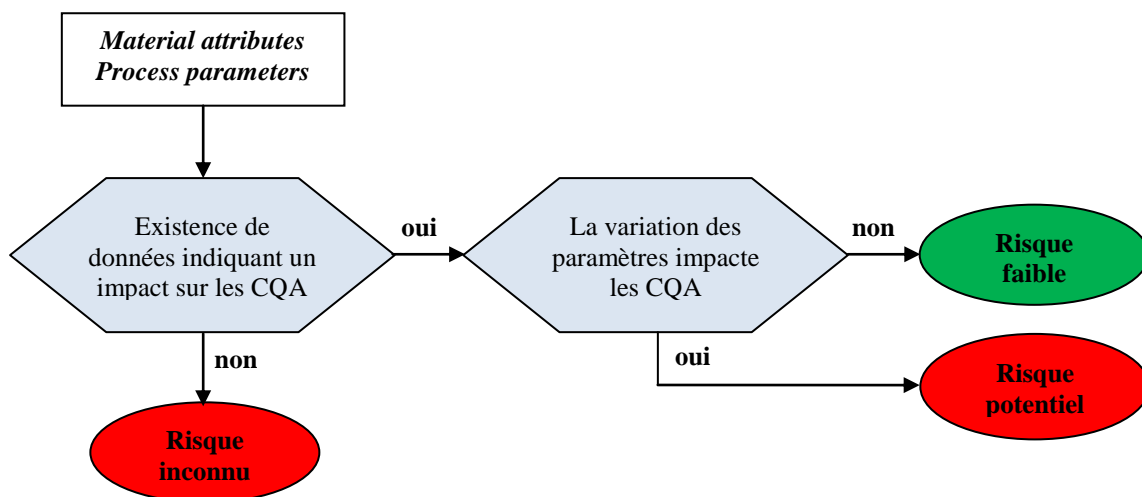 Material attributes
Process parameters
Existence de
données indiquant un
impact sur les CQA
oui
La variation des
paramètres impacte
les CQA
non
Risque
faible
non
oui
Risque
potentiel
Risque
inconnu